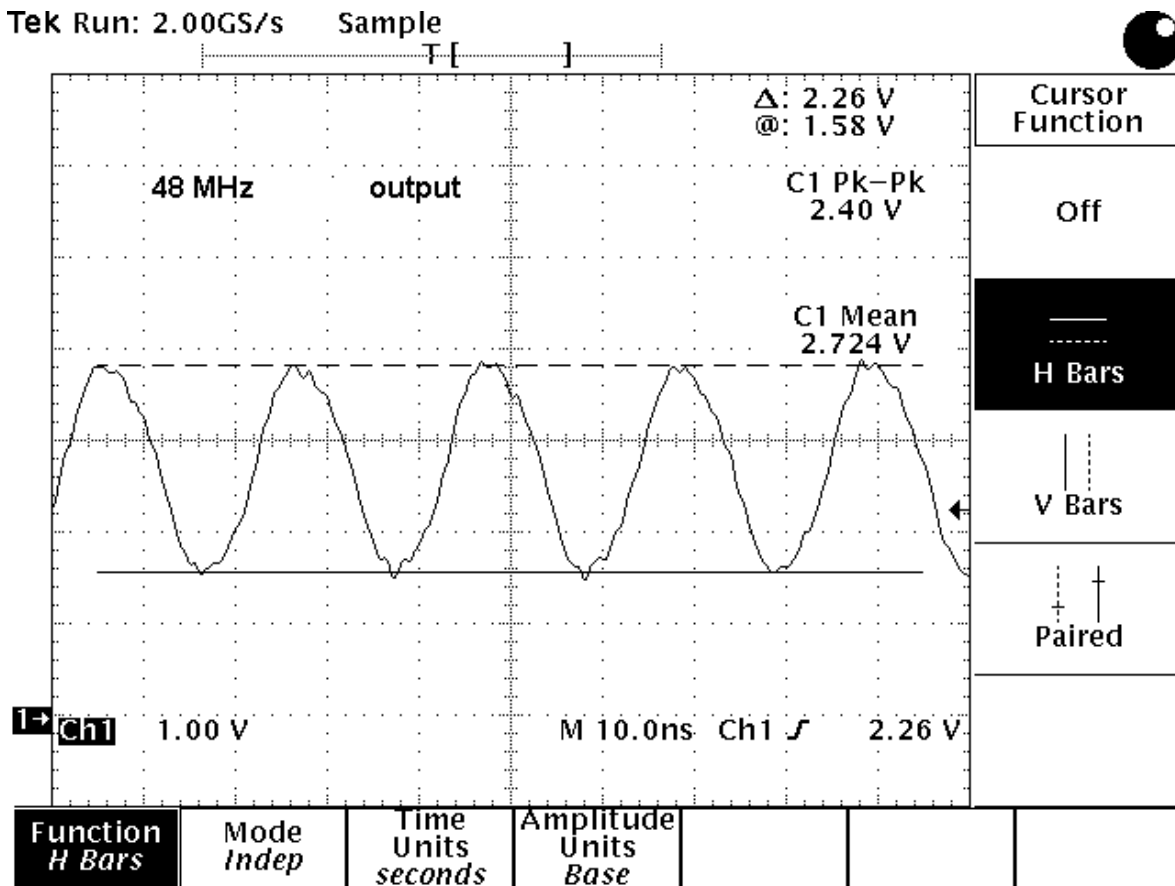 Tek Run: 2.00GS/s Sample
T [ ]
Δ: 2.26 V
@: 1.58 V
48 MHz output
C1 Pk–Pk
2.40 V
C1 Mean
2.724 V
1
Ch1 1.00 V M 10.0ns Ch1 2.26 V
Cursor
Function
Off
H Bars
V Bars
Paired
Function
H Bars
Mode
Indep
Time
Units
seconds
Amplitude
Units
Base